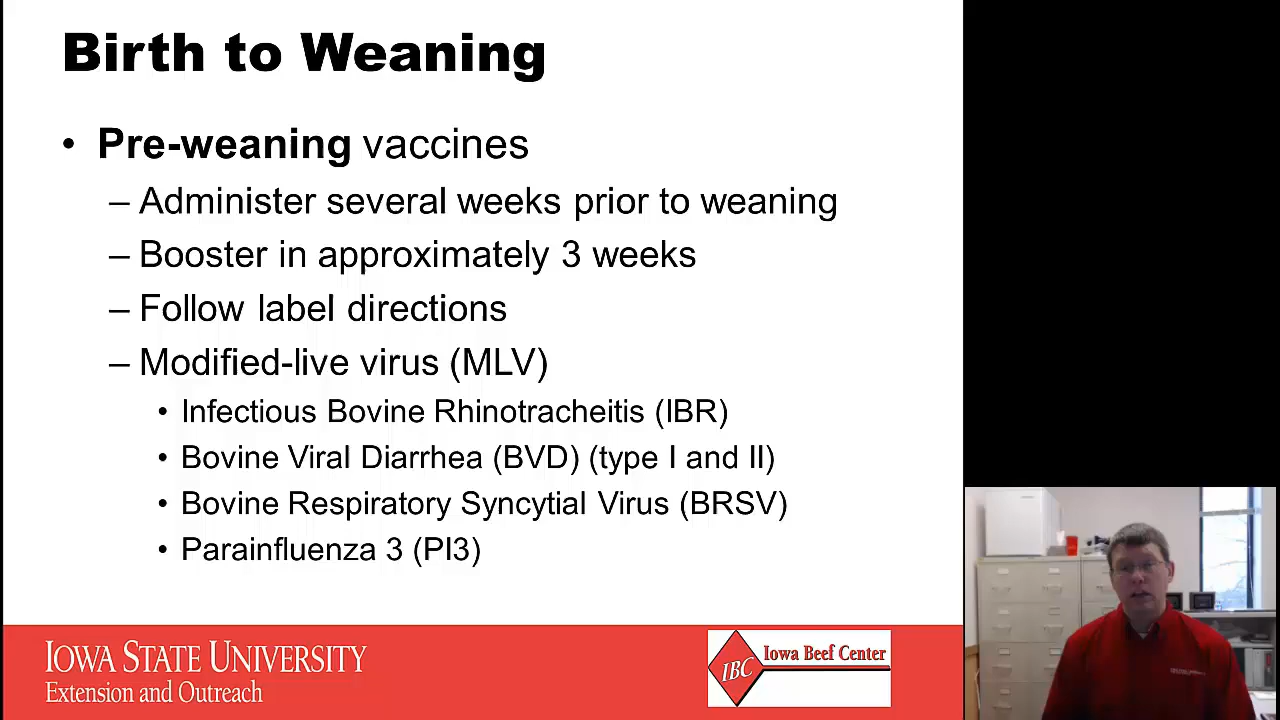 Birth to Weaning
• Pre-weaning vaccines
– Administer several weeks prior to weaning
– Booster in approximately 3 weeks
– Follow label directions
– Modified-live virus (MLV)
• Infectious Bovine Rhinotracheitis (IBR)
• Bovine Viral Diarrhea (BVD) (type I and II)
• Bovine Respiratory Syncytial Virus (BRSV)
• Parainfluenza 3 (PI3)
IOWA STATE UNIVERSITY
Extension and Outreach
IBC Iowa Beef Center